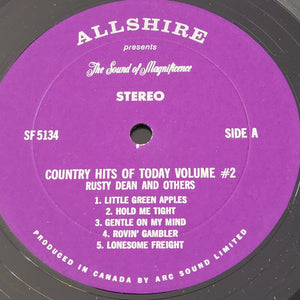 ALLSHIRE
presents
The Sound of Magnificence
STEREO
SF 5134
SIDE A
COUNTRY HITS OF TODAY VOLUME #2
RUSTY DEAN AND OTHERS
1. LITTLE GREEN APPLES
2. HOLD ME TIGHT
3. GENTLE ON MY MIND
4. ROVIN' GAMBLER
5. LONESOME FREIGHT
PRODUCED IN CANADA BY ARC SOUND LIMITED